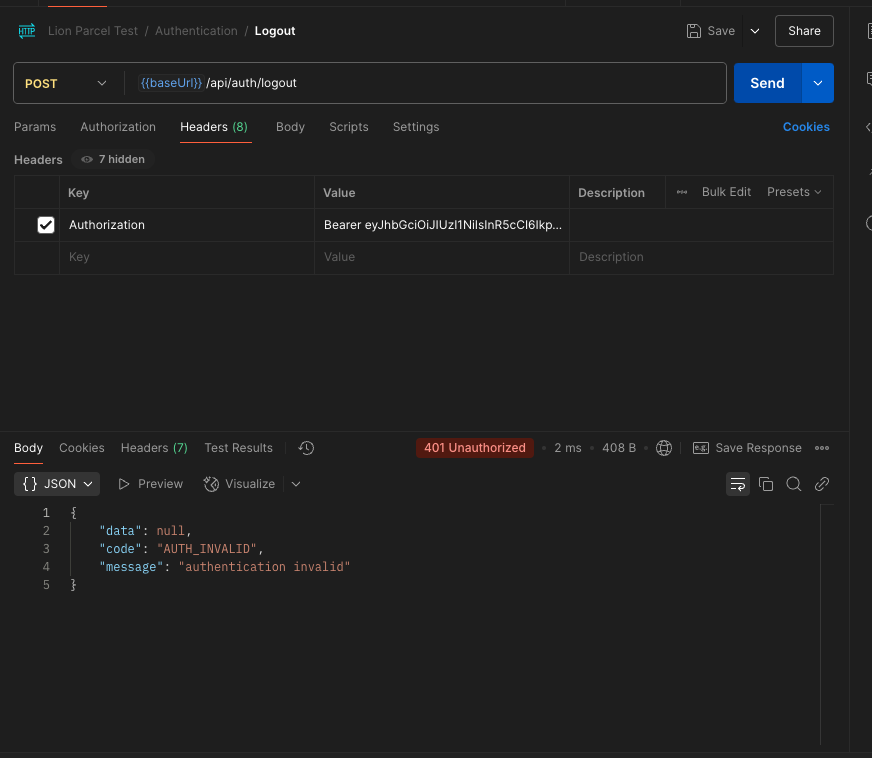 HTTP Lion Parcel Test / Authentication / Logout Save Share
POST {{baseUrl}} /api/auth/logout Send
Params Authorization Headers (8) Body Scripts Settings Cookies
Headers 7 hidden
Key Value Description Bulk Edit Presets
Authorization Bearer eyJhbGciOiJIUzI1NiIsInR5cCI6Ikp...
Key Value Description
Body Cookies Headers (7) Test Results 401 Unauthorized 2 ms 408 B e.g. Save Response
{} JSON Preview Visualize
1 {
2 "data": null,
3 "code": "AUTH_INVALID",
4 "message": "authentication invalid"
5 }